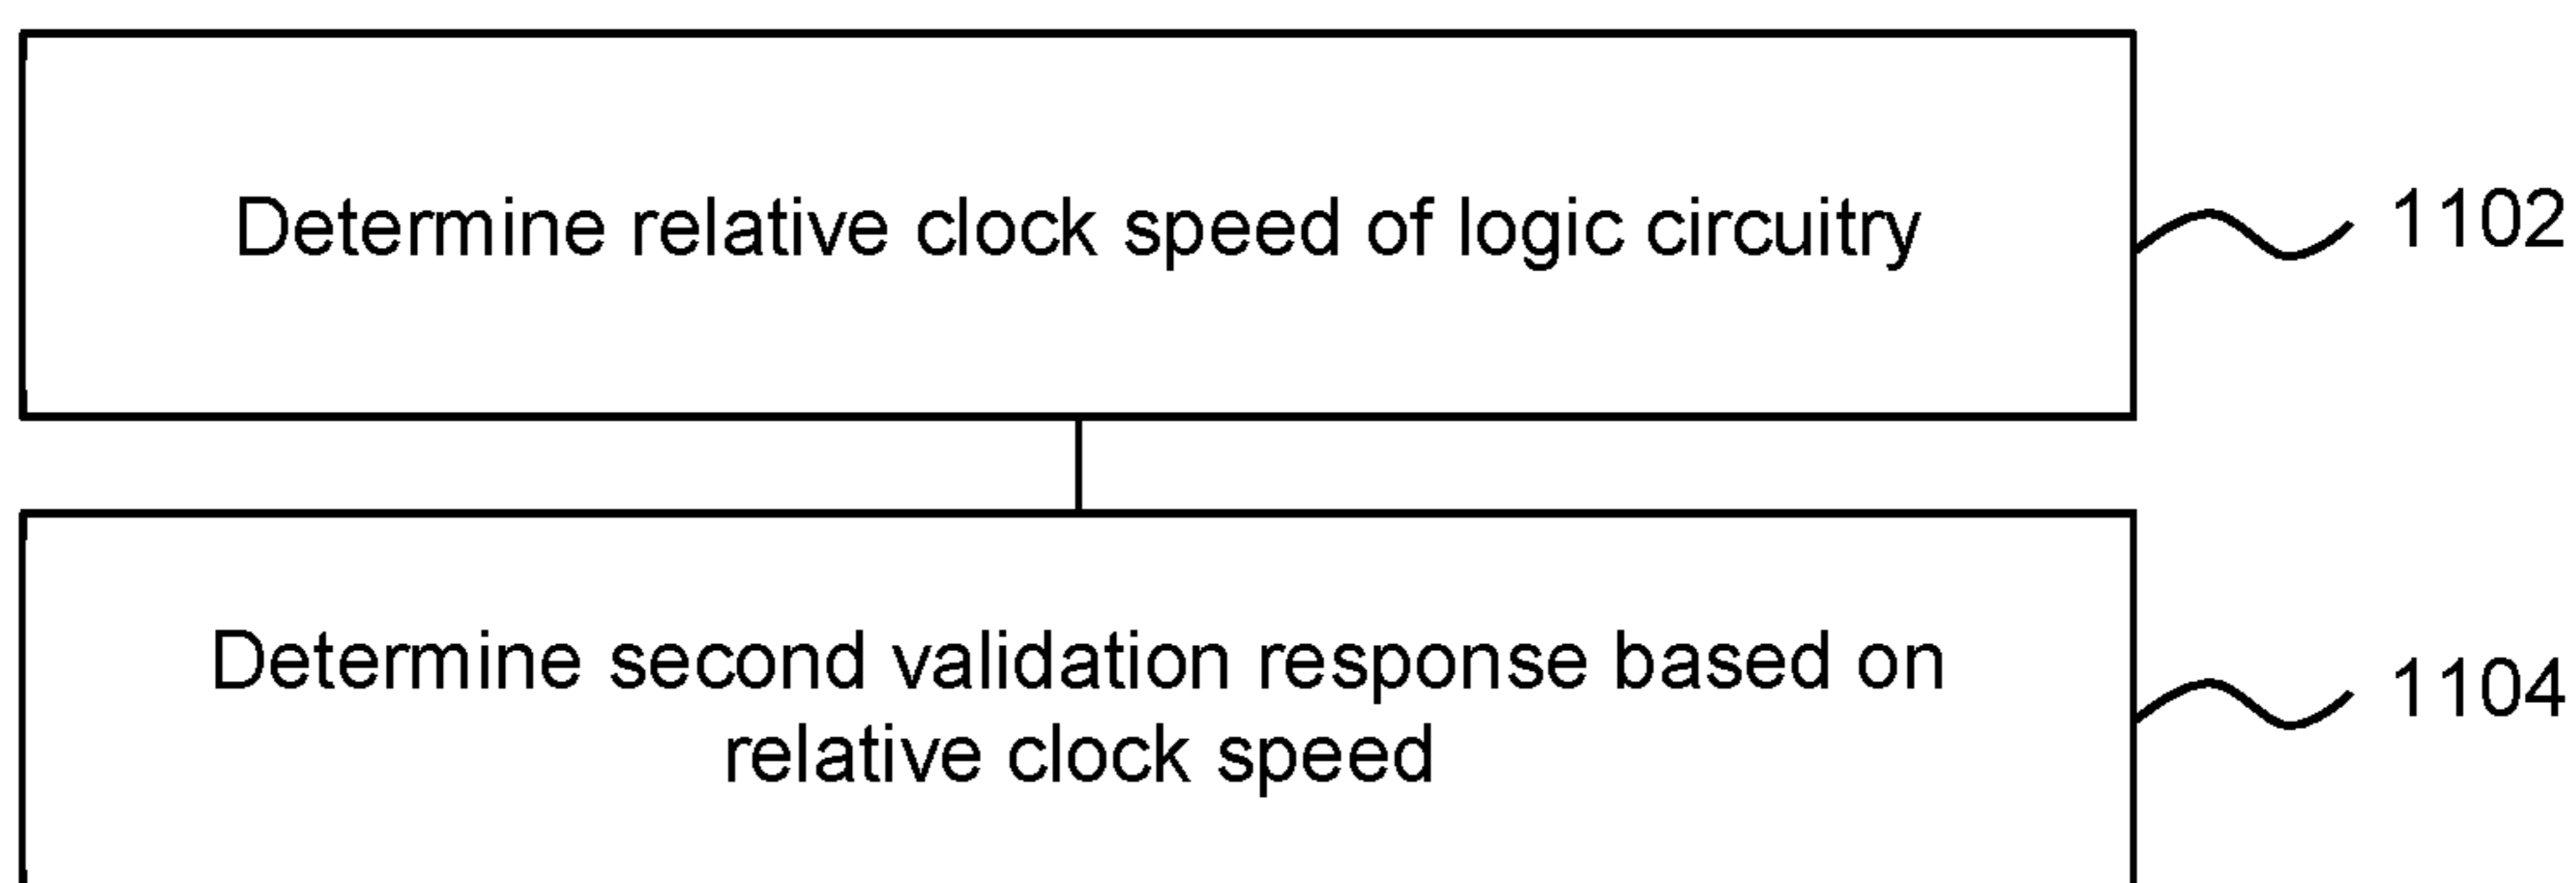 Determine relative clock speed of logic circuitry
1102
Determine second validation response based on
relative clock speed
1104